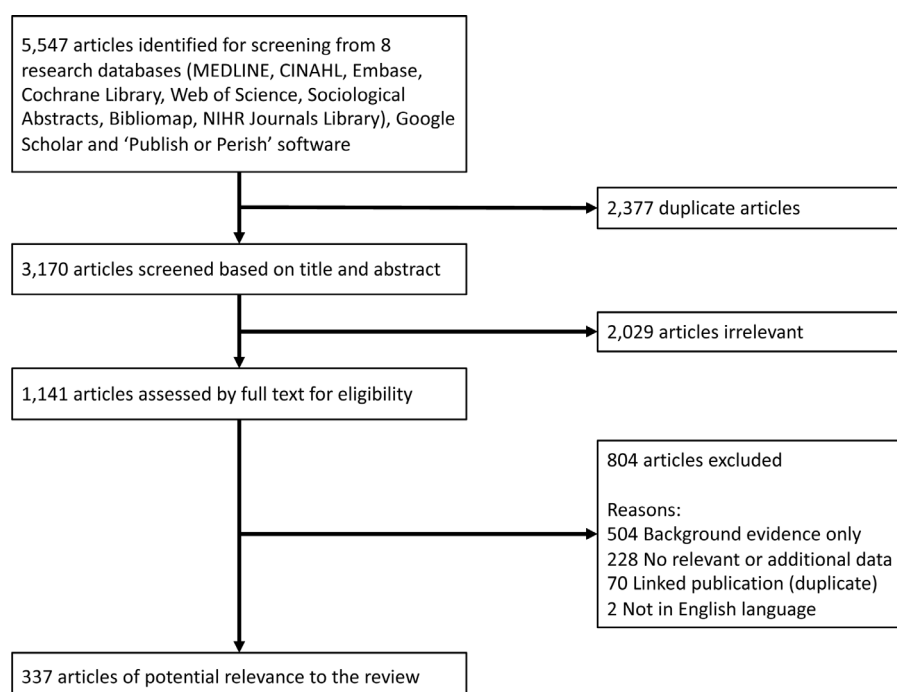 5,547 articles identified for screening from 8
research databases (MEDLINE, CINAHL, Embase,
Cochrane Library, Web of Science, Sociological
Abstracts, Bibliomap, NIHR Journals Library), Google
Scholar and ‘Publish or Perish’ software
2,377 duplicate articles
3,170 articles screened based on title and abstract
2,029 articles irrelevant
1,141 articles assessed by full text for eligibility
804 articles excluded
Reasons:
504 Background evidence only
228 No relevant or additional data
70 Linked publication (duplicate)
2 Not in English language
337 articles of potential relevance to the review